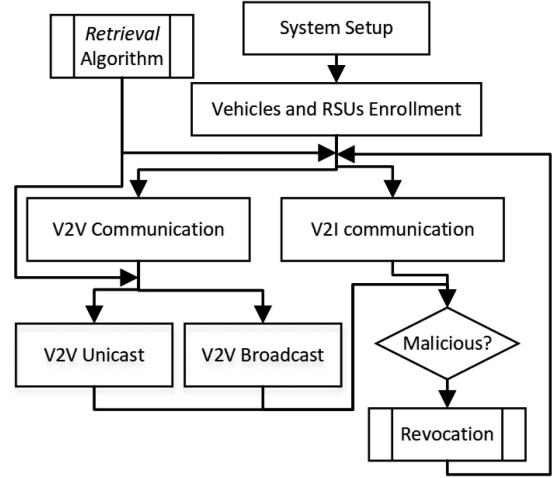 Retrieval
Algorithm
System Setup
Vehicles and RSUs Enrollment
V2V Communication
V2I communication
V2V Unicast
V2V Broadcast
Malicious?
Revocation